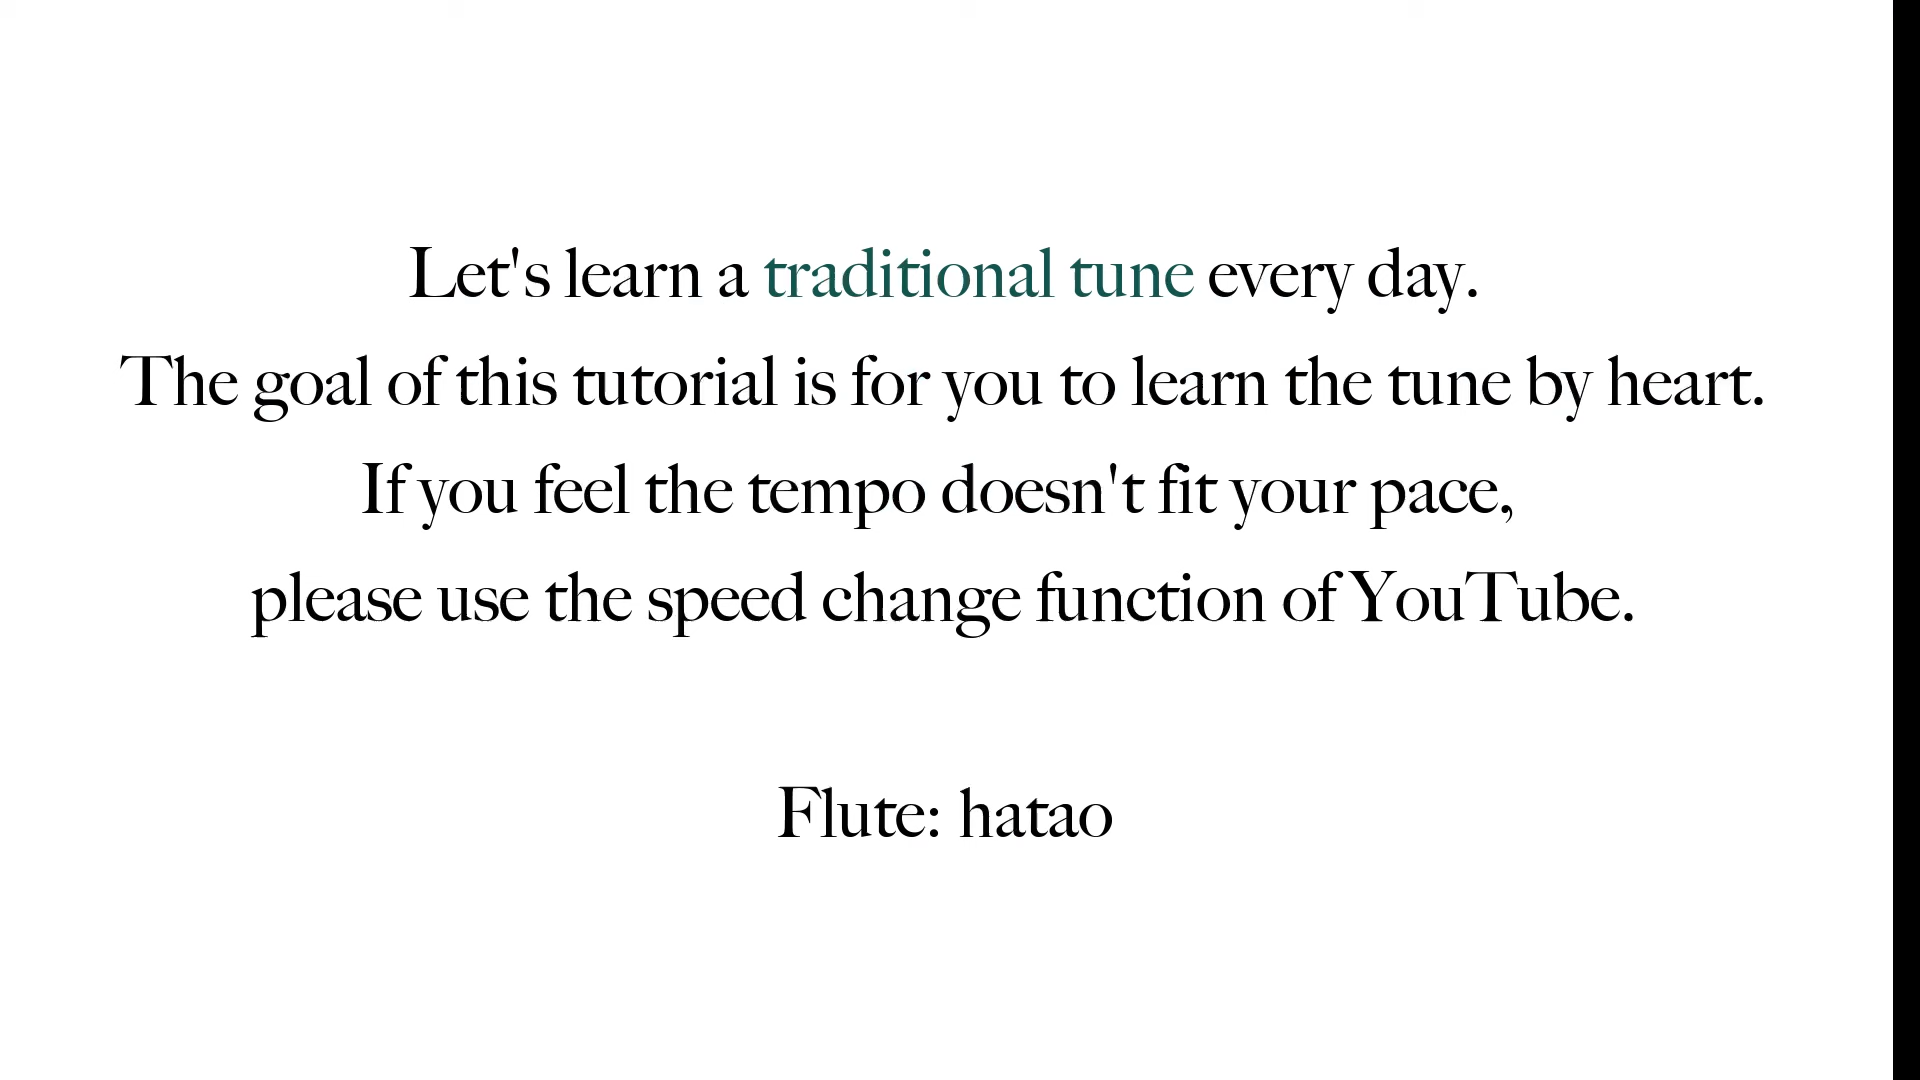 Let's learn a traditional tune every day.
The goal of this tutorial is for you to learn the tune by heart.
If you feel the tempo doesn't fit your pace,
please use the speed change function of YouTube.
Flute: hatao